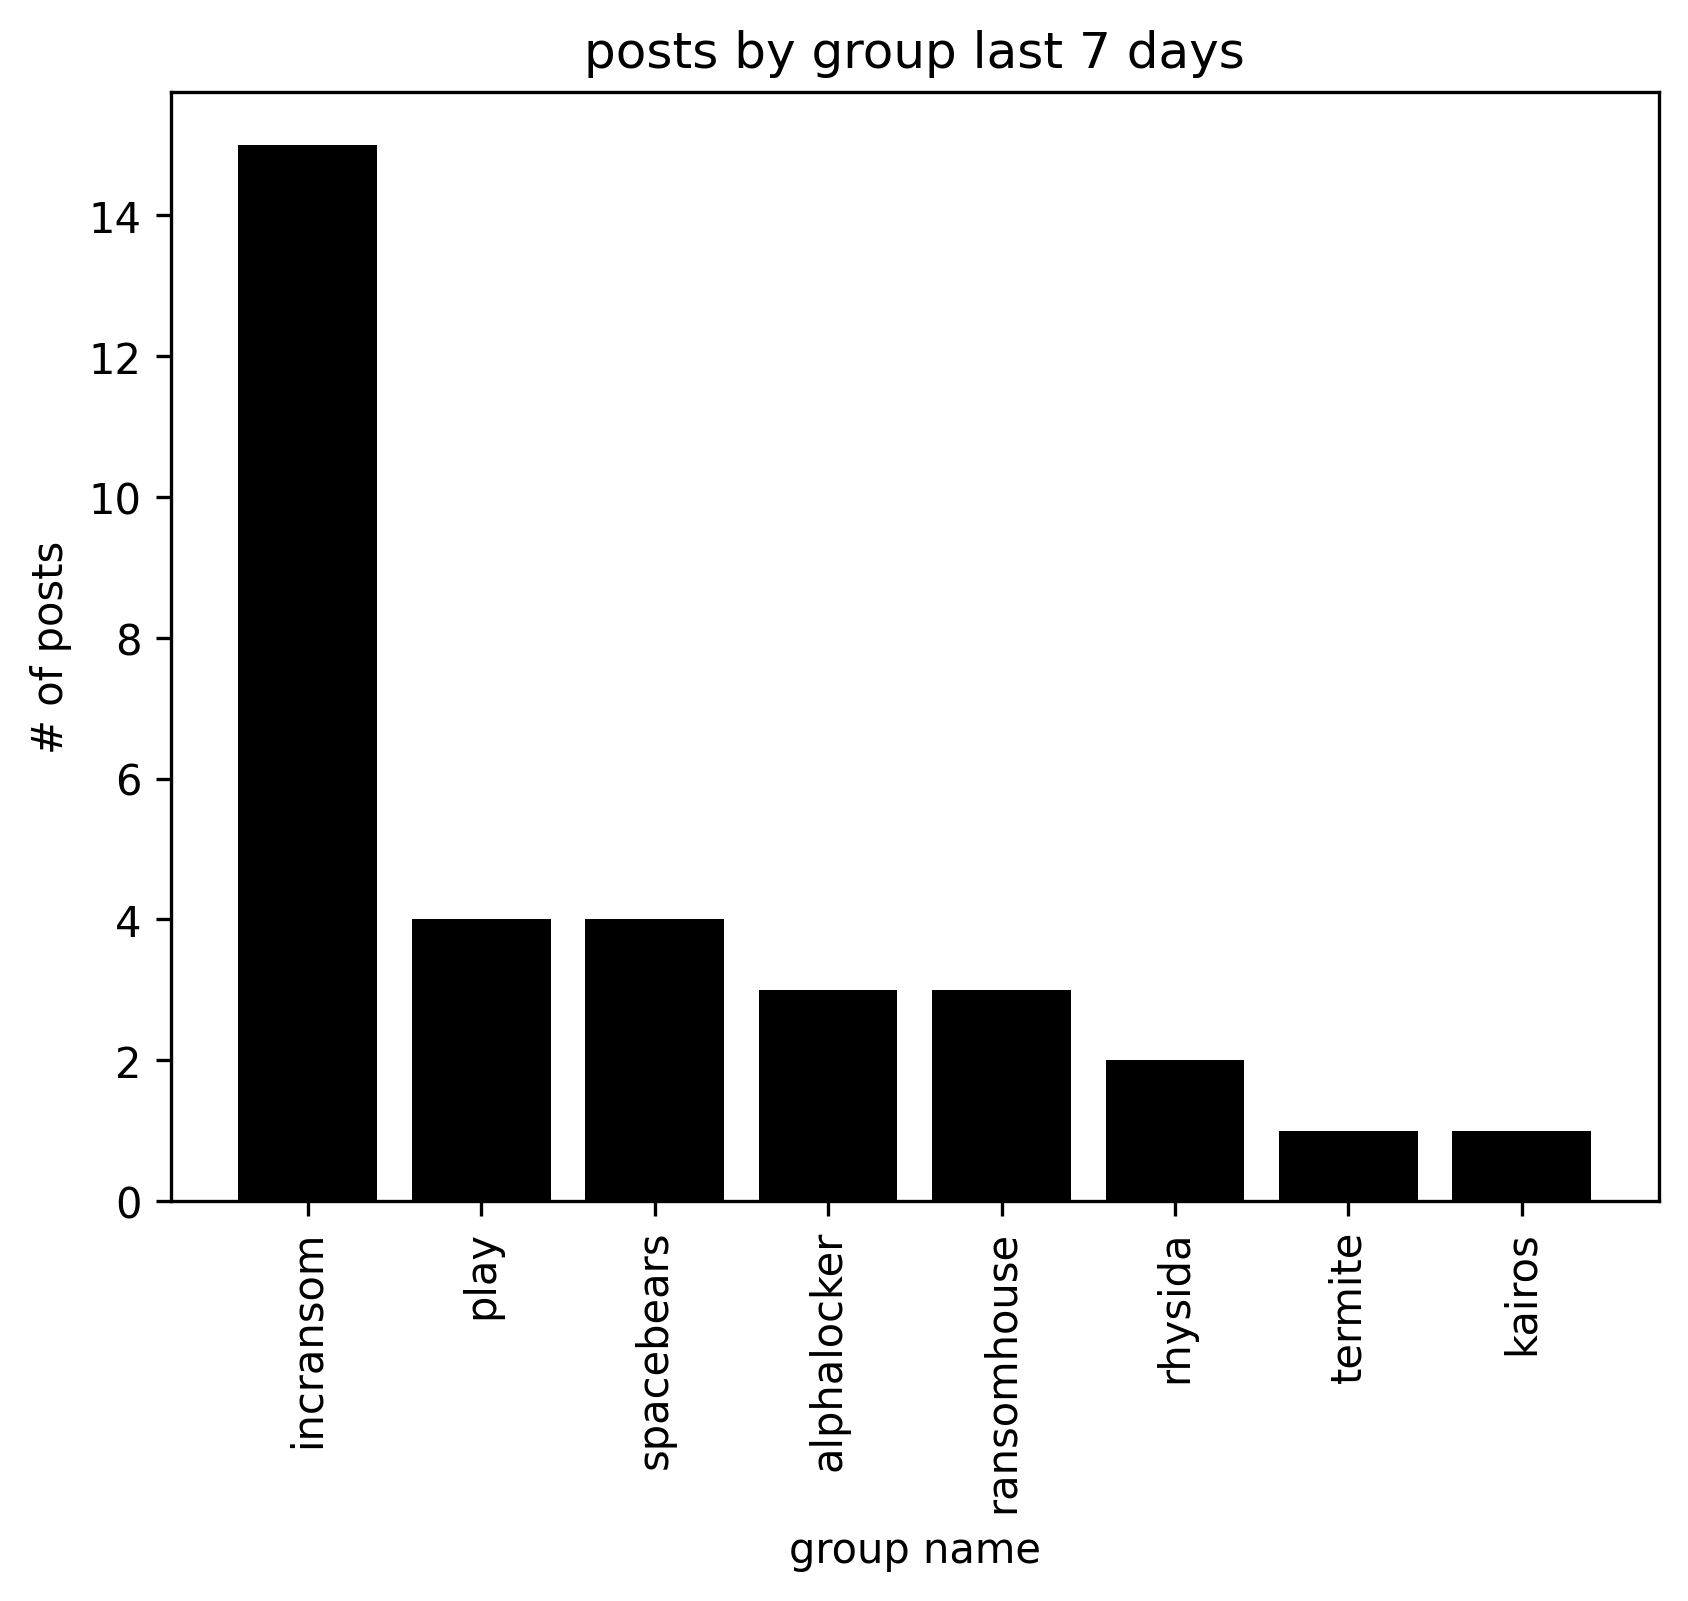 posts by group last 7 days
# of posts
14
12
10
8
6
4
2
0
incransom
play
spacebears
alphalocker
ransomhouse
rhysida
termite
kairos
group name